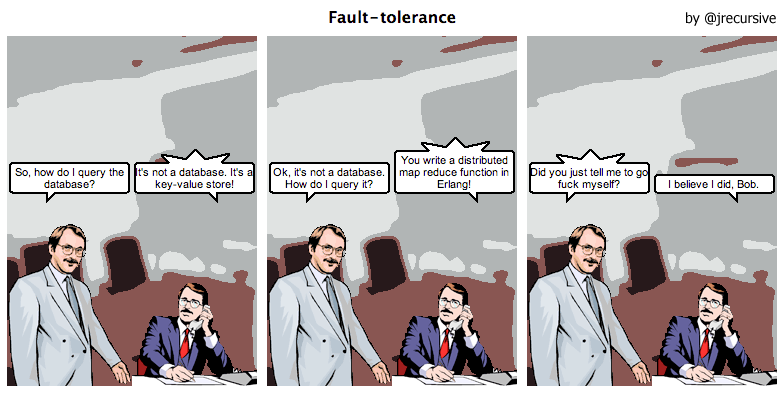 Fault-tolerance
by @jrecursive
So, how do I query the
database?
It's not a database. It's a
key-value store!
Ok, it's not a database.
How do I query it?
You write a distributed
map reduce function in
Erlang!
Did you just tell me to go
fuck myself?
I believe I did, Bob.